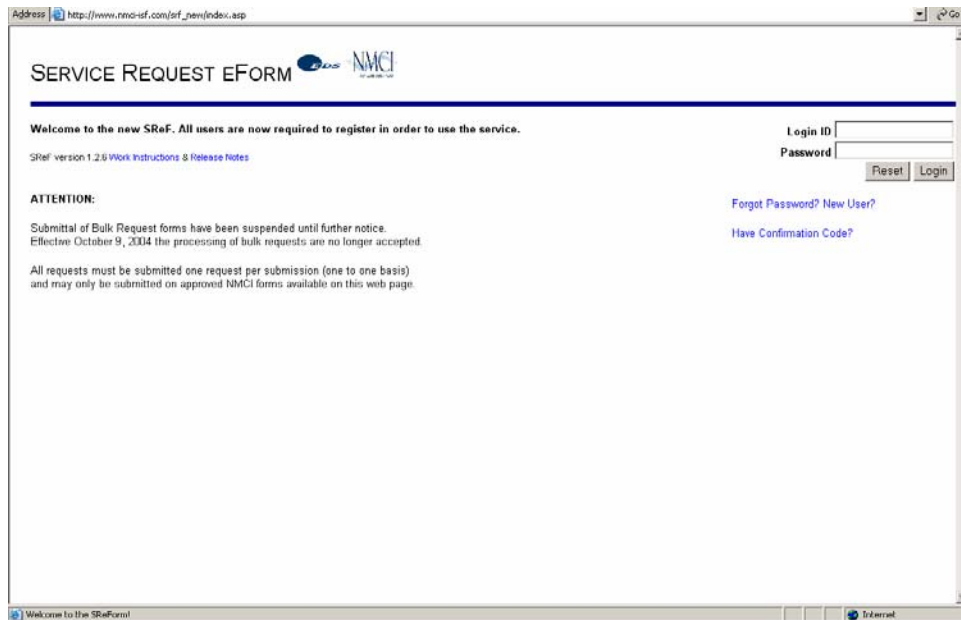 Address http://www.nmci-isf.com/srf_new/index.asp Go
SERVICE REQUEST EFORM EDS NMCI
Welcome to the new SReF. All users are now required to register in order to use the service.
Login ID
Password
SReF version 1.2.6 Work Instructions & Release Notes
Reset Login
ATTENTION:
Forgot Password? New User?
Submittal of Bulk Request forms have been suspended until further notice.
Effective October 9, 2004 the processing of bulk requests are no longer accepted.
Have Confirmation Code?
All requests must be submitted one request per submission (one to one basis)
and may only be submitted on approved NMCI forms available on this web page.
Welcome to the SReForm! Internet